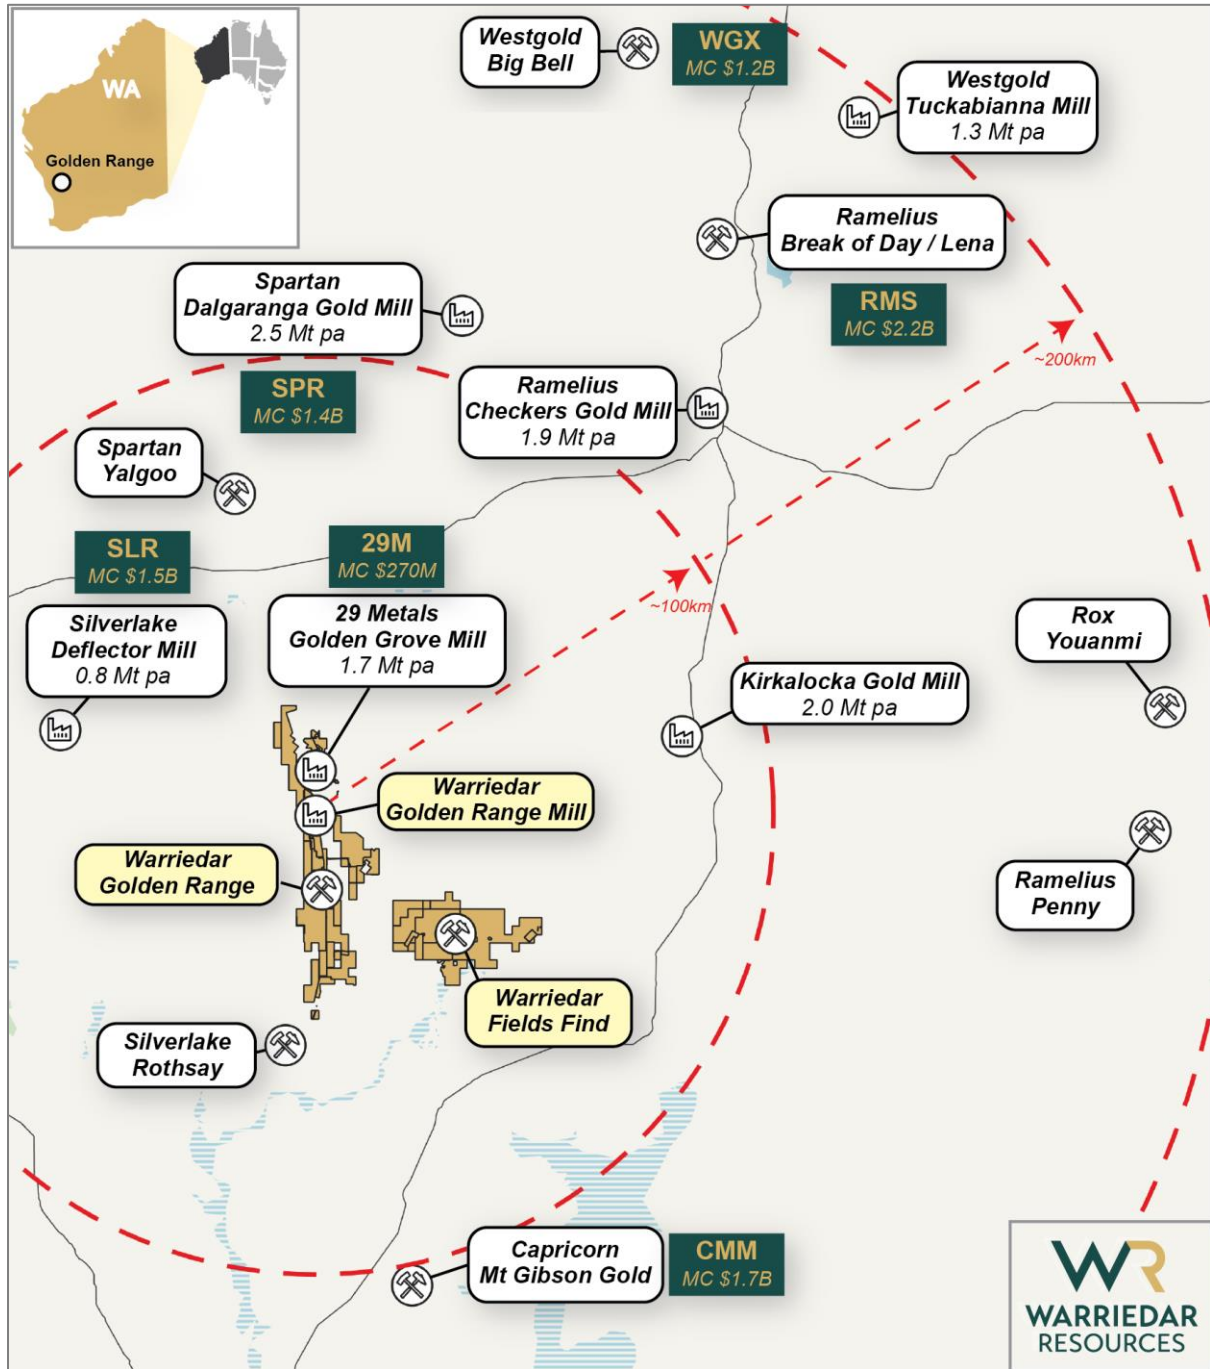 WA
Golden Range
Westgold
Big Bell
WGX
MC $1.2B
Westgold
Tuckabianna Mill
1.3 Mt pa
Ramelius
Break of Day / Lena
RMS
MC $2.2B
Spartan
Dalgaranga Gold Mill
2.5 Mt pa
SPR
MC $1.4B
Ramelius
Checkers Gold Mill
1.9 Mt pa
~200km
Spartan
Yalgoo
SLR
MC $1.5B
29M
MC $270M
~100km
Silverlake
Deflector Mill
0.8 Mt pa
29 Metals
Golden Grove Mill
1.7 Mt pa
Rox
Youanmi
Kirkalocka Gold Mill
2.0 Mt pa
Warriedar
Golden Range Mill
Warriedar
Golden Range
Ramelius
Penny
Warriedar
Fields Find
Silverlake
Rothsay
Capricorn
Mt Gibson Gold
CMM
MC $1.7B
WR
WARRIEDAR
RESOURCES